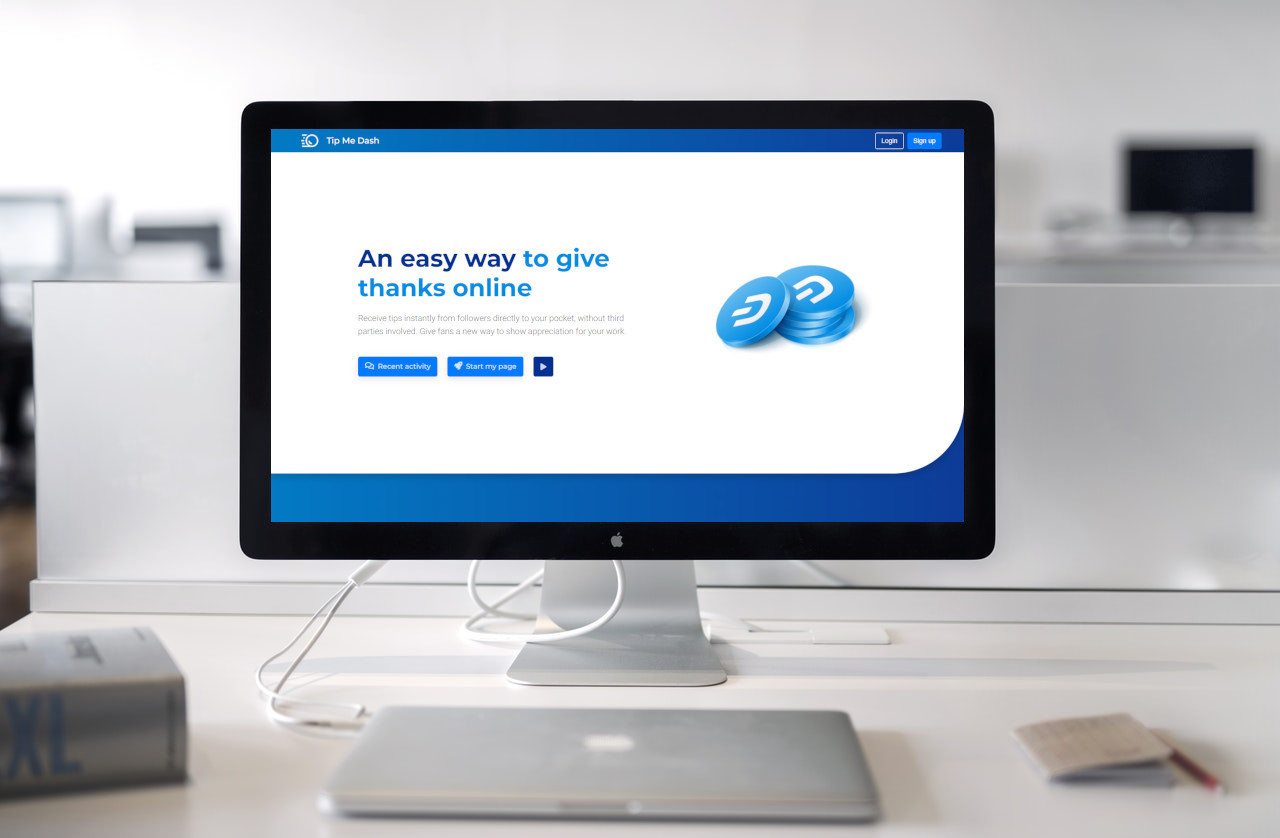 Tip Me Dash
Login
Sign up
An easy way to give
thanks online
Receive tips instantly from followers directly to your pocket, without third
parties involved. Give fans a new way to show appreciation for your work.
Recent activity
Start my page
XL